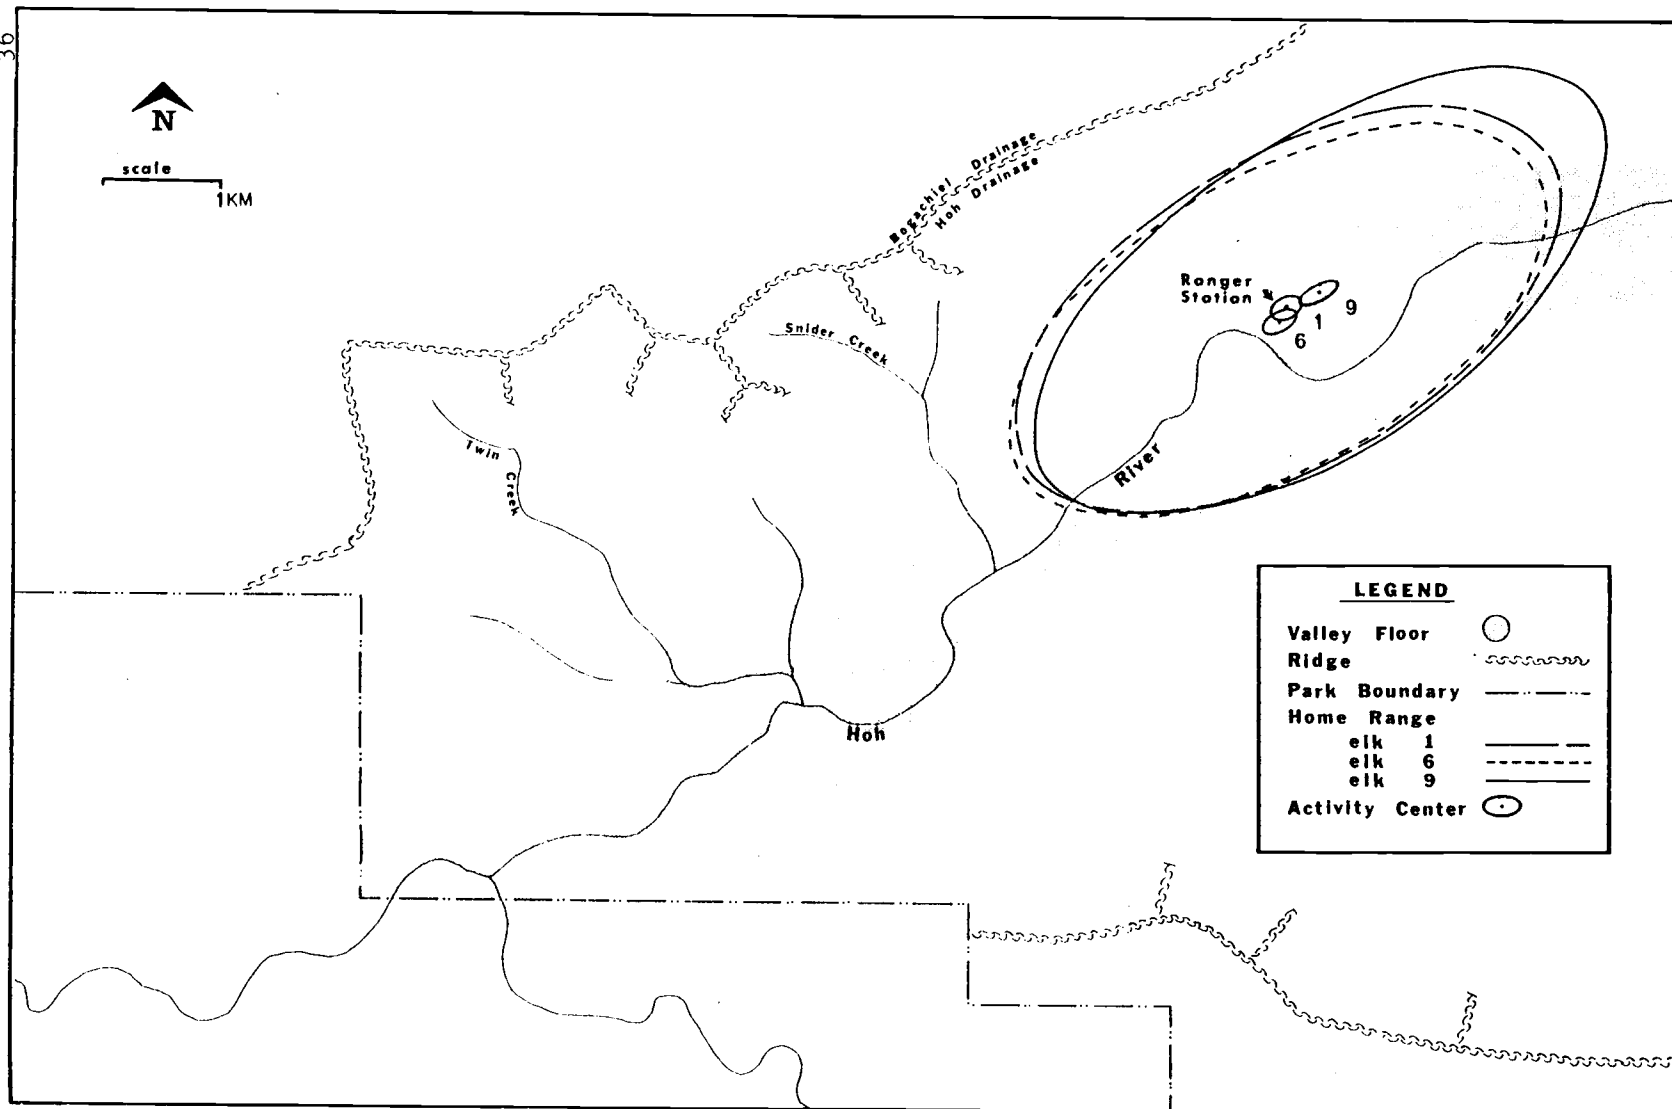 36
N
scale
1KM
Bogachiel Drainage
Hoh Drainage
Ranger
Station
9
1
6
Snider Creek
Twin Creek
River
Hoh
LEGEND
Valley Floor
Ridge
Park Boundary
Home Range
elk 1
elk 6
elk 9
Activity Center